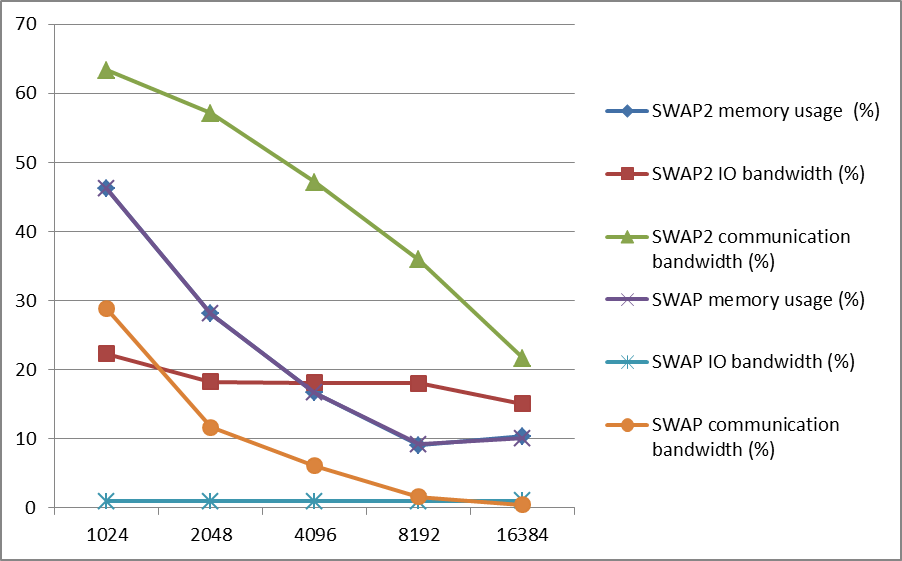 70
60
50
40
30
20
10
0
1024 2048 4096 8192 16384
SWAP2 memory usage  (%)
SWAP2 IO bandwidth (%)
SWAP2 communication
bandwidth (%)
SWAP memory usage (%)
SWAP IO bandwidth (%)
SWAP communication
bandwidth (%)